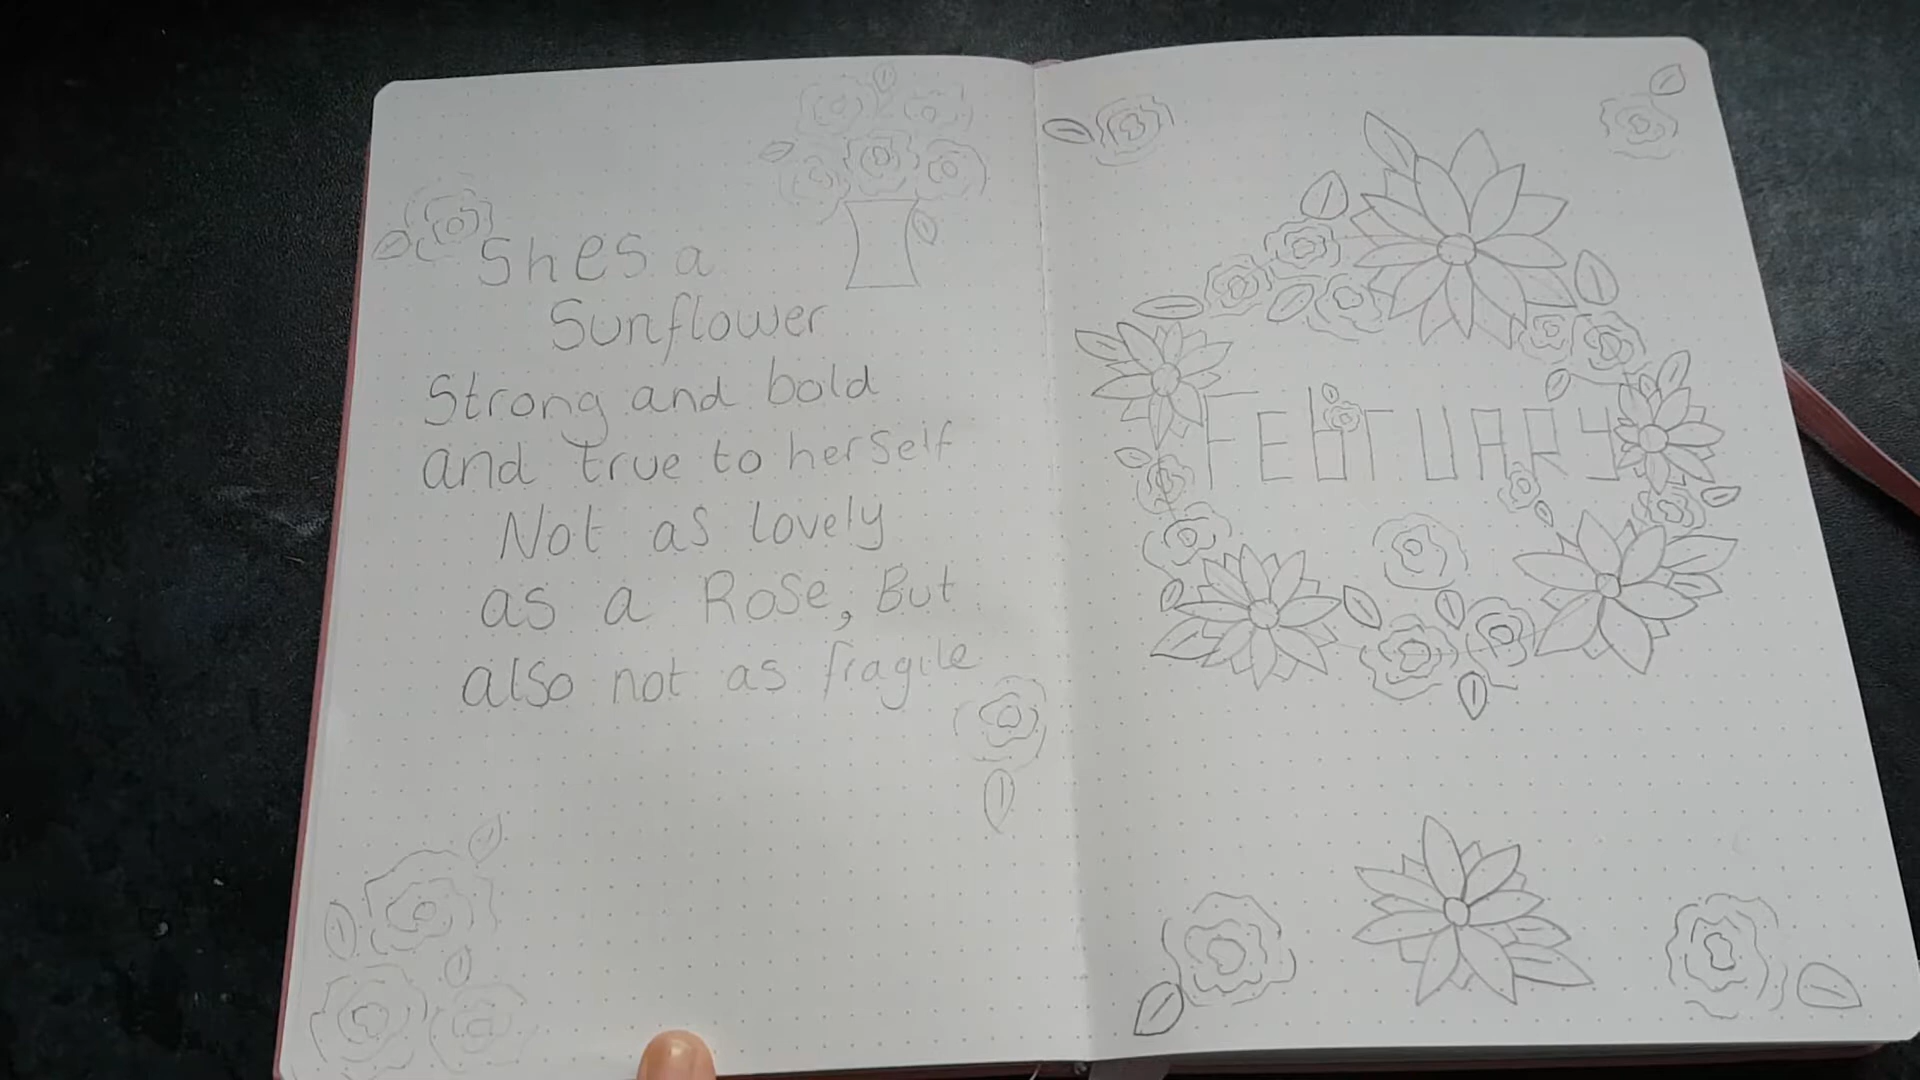 Shes a
Sunflower
Strong and bold
and true to herself
Not as lovely
as a Rose, But
also not as fragile
FebruARy